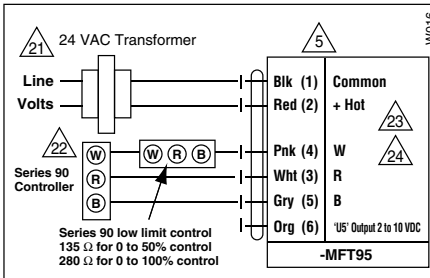 21 24 VAC Transformer
5
W016
Line
Volts
Blk (1) Common
Red (2) + Hot
23
22
24
W
W R B
Pnk (4) W
Series 90
Controller
R
Wht (3) R
B
Gry (5) B
Org (6) 'U5' Output 2 to 10 VDC
Series 90 low limit control
135 Ω for 0 to 50% control
280 Ω for 0 to 100% control
-MFT95